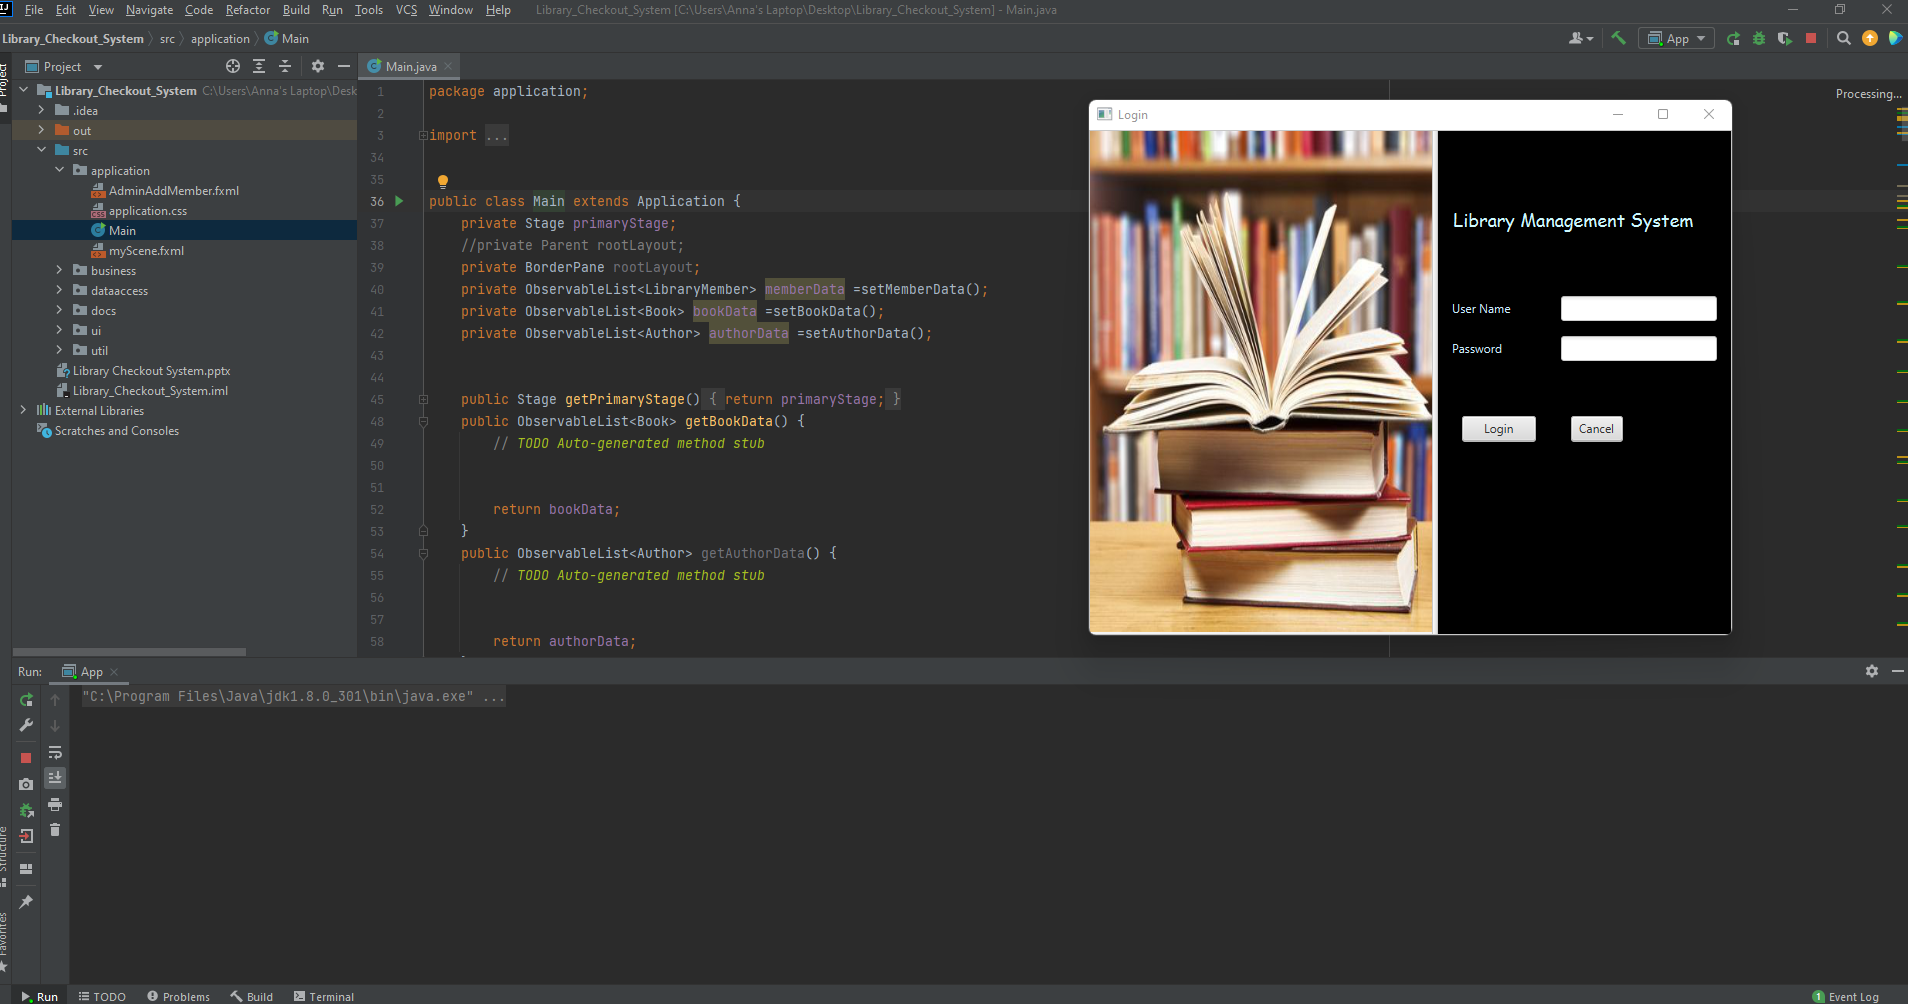 File Edit View Navigate Code Refactor Build Run Tools VCS Window Help Library_Checkout_System [C:\Users\Anna's Laptop\Desktop\Library_Checkout_System] - Main.java
Library_Checkout_System src application Main
App
Project
Project
Main.java
Library_Checkout_System C:\Users\Anna's Laptop\Desk
.idea
out
src
application
AdminAddMember.fxml
application.css
Main
myScene.fxml
business
dataaccess
docs
ui
util
Library Checkout System.pptx
Library_Checkout_System.iml
External Libraries
Scratches and Consoles
1 package application;
2
3 import ...
34
35
36 public class Main extends Application {
37 private Stage primaryStage;
38 //private Parent rootLayout;
39 private BorderPane rootLayout;
40 private ObservableList<LibraryMember> memberData =setMemberData();
41 private ObservableList<Book> bookData =setBookData();
42 private ObservableList<Author> authorData =setAuthorData();
43
44
45 public Stage getPrimaryStage() { return primaryStage; }
48 public ObservableList<Book> getBookData() {
49 // TODO Auto-generated method stub
50
51
52 return bookData;
53 }
54 public ObservableList<Author> getAuthorData() {
55 // TODO Auto-generated method stub
56
57
58 return authorData;
Processing...
Login
Library Management System
User Name
Password
Login Cancel
Run: App
"C:\Program Files\Java\jdk1.8.0_301\bin\java.exe" ...
Structure
Favorites
Run TODO Problems Build Terminal
1 Event Log